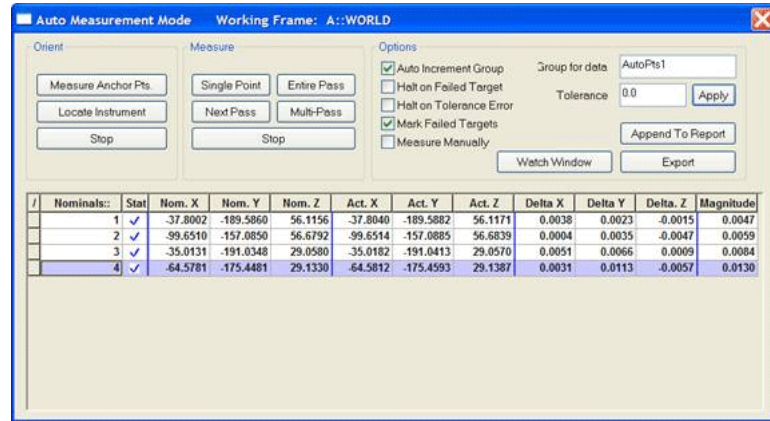 Auto Measurement Mode Working Frame: A::WORLD
Orient
Measure Anchor Pts.
Locate Instrument
Stop
Measure
Single Point Entire Pass
Next Pass Multi-Pass
Stop
Options
Auto Increment Group
Halt on Failed Target
Halt on Tolerance Error
Mark Failed Targets
Measure Manually
Group for data AutoPts1
Tolerance 0.0 Apply
Append To Report
Watch Window Export
/ Nominals:: Stat Nom. X Nom. Y Nom. Z Act. X Act. Y Act. Z Delta X Delta Y Delta. Z Magnitude
1 -37.8002 -189.5860 56.1156 -37.8040 -189.5882 56.1171 0.0038 0.0023 -0.0015 0.0047
2 -99.6510 -157.0850 56.6792 -99.6514 -157.0885 56.6839 0.0004 0.0035 -0.0047 0.0059
3 -35.0131 -191.0348 29.0580 -35.0182 -191.0413 29.0570 0.0051 0.0066 0.0009 0.0084
4 -64.5781 -175.4481 29.1330 -64.5812 -175.4593 29.1387 0.0031 0.0113 -0.0057 0.0130